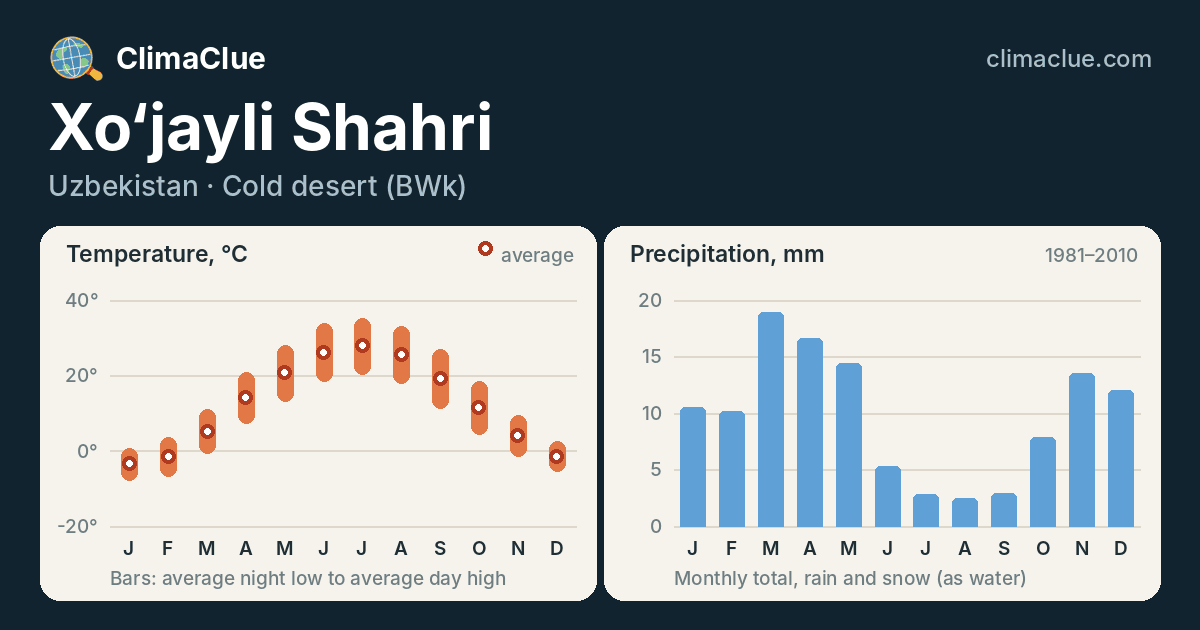 ClimaClue
climaclue.com
Xo‘jayli Shahri
Uzbekistan · Cold desert (BWk)
Temperature, °C
average
40°
20°
0°
-20°
J F M A M J J A S O N D
Bars: average night low to average day high
Precipitation, mm
1981–2010
20
15
10
5
0
J F M A M J J A S O N D
Monthly total, rain and snow (as water)